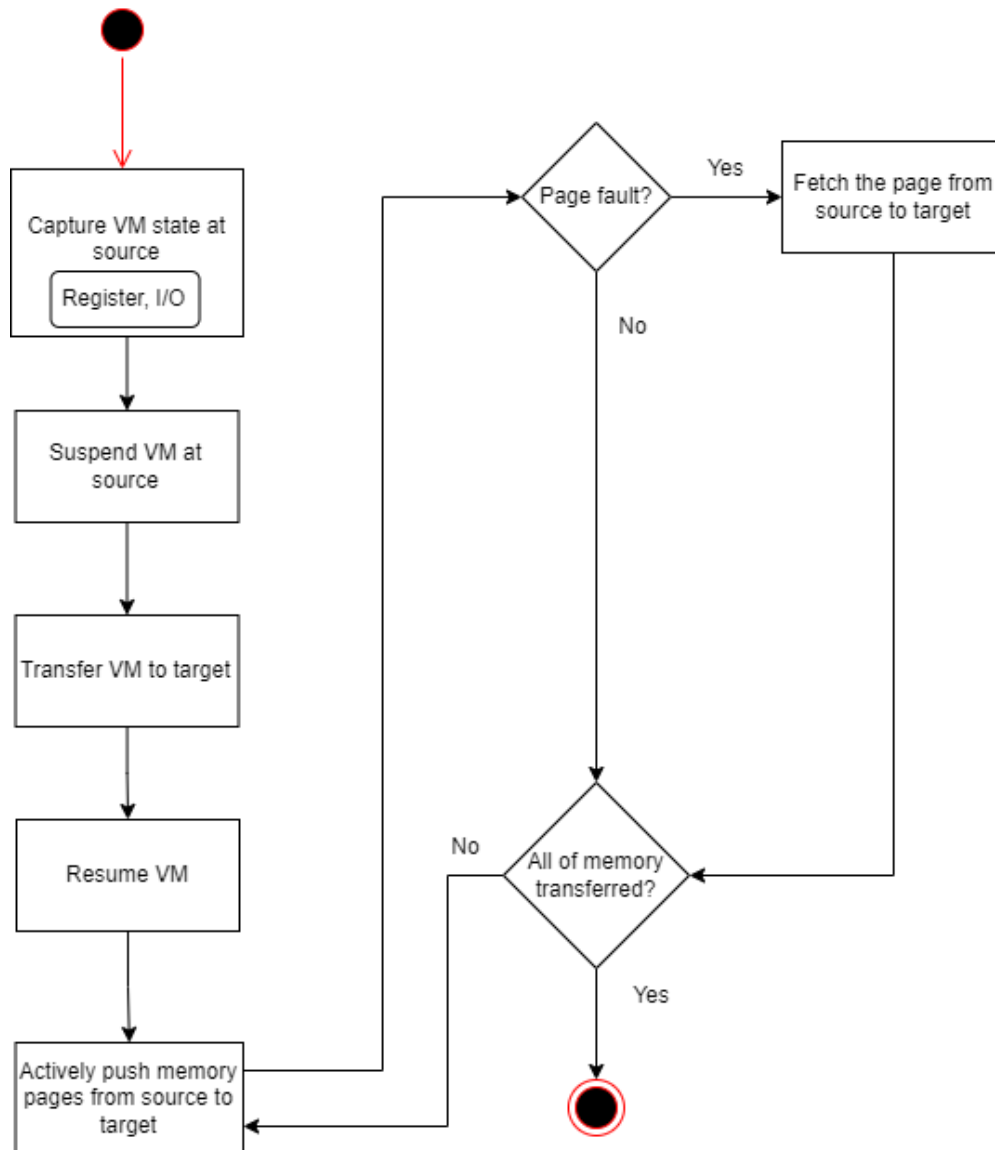 Capture VM state at
source
Register, I/O
Suspend VM at
source
Transfer VM to target
Resume VM
Actively push memory
pages from source to
target
Page fault?
Yes
Fetch the page from
source to target
No
All of memory
transferred?
No
Yes